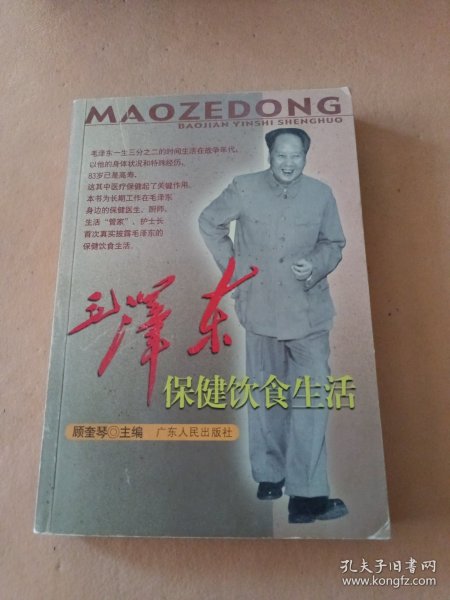 MAOZEDONG
BAOJIAN YINSHI SHENGHUO
毛泽东一生三分之二的时间生活在战争年代,
以他的身体状况和特殊经历,
83岁已是高寿。
这其中医疗保健起了关键作用。
本书为长期工作在毛泽东
身边的保健医生、厨师、
生活“管家”、护士长
首次真实披露毛泽东的
保健饮食生活。
毛泽东
保健饮食生活
顾奎琴◎主编 广东人民出版社
孔夫子旧书网
www.kongfz.com